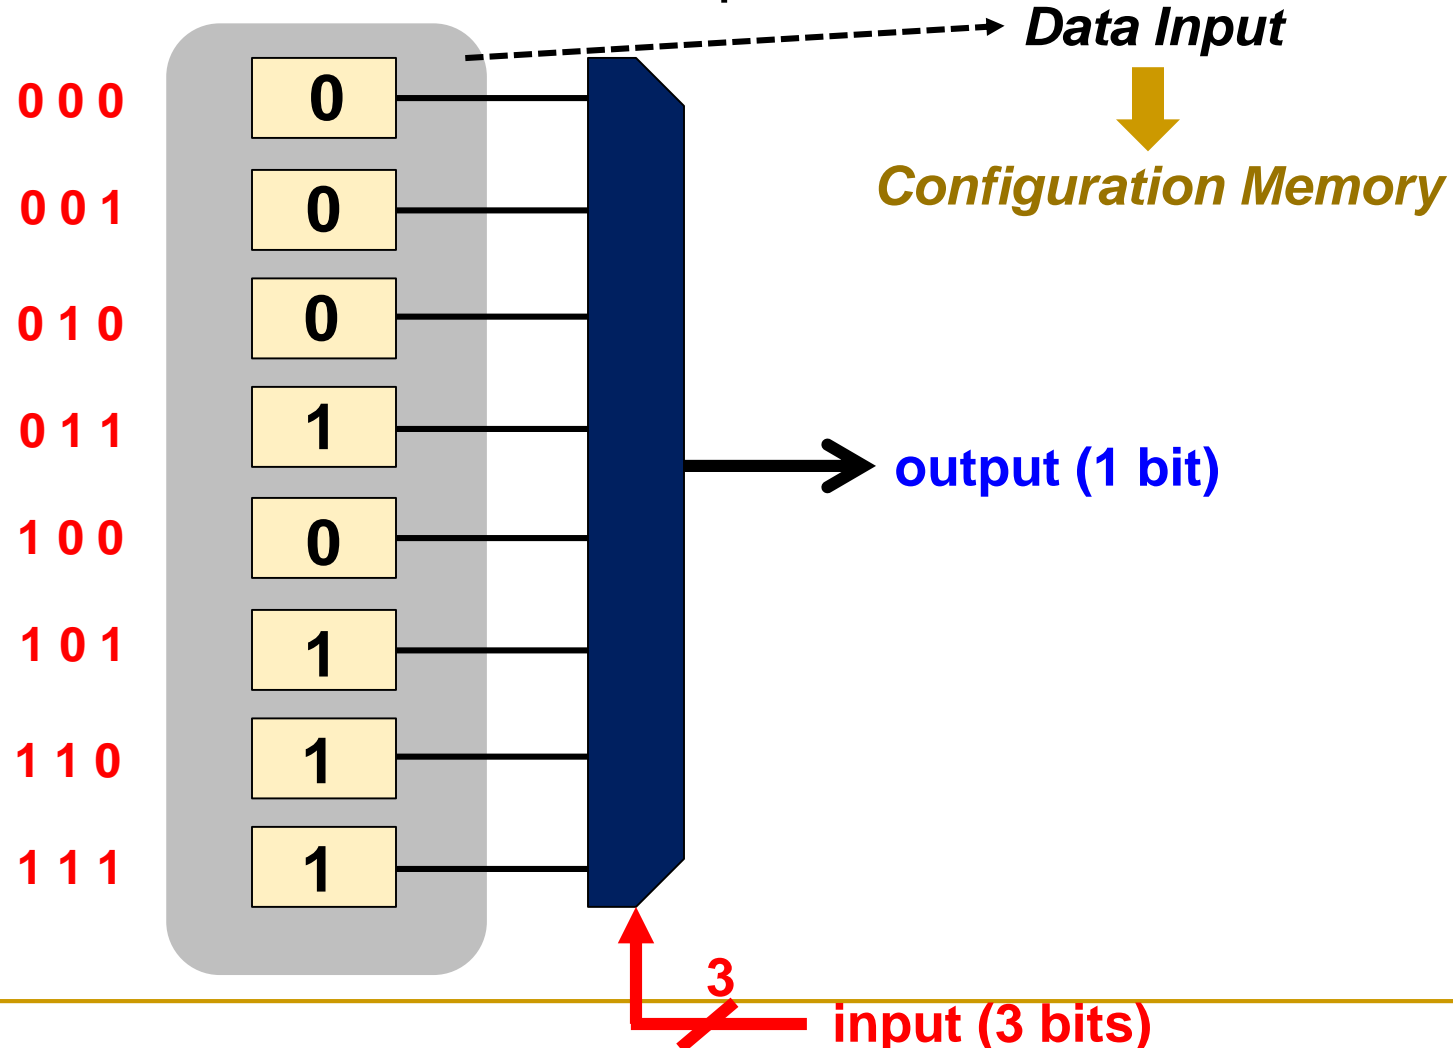 Data Input
Configuration Memory
0 0 0 0
0 0 1 0
0 1 0 0
0 1 1 1
1 0 0 0
1 0 1 1
1 1 0 1
1 1 1 1
output (1 bit)
3
input (3 bits)